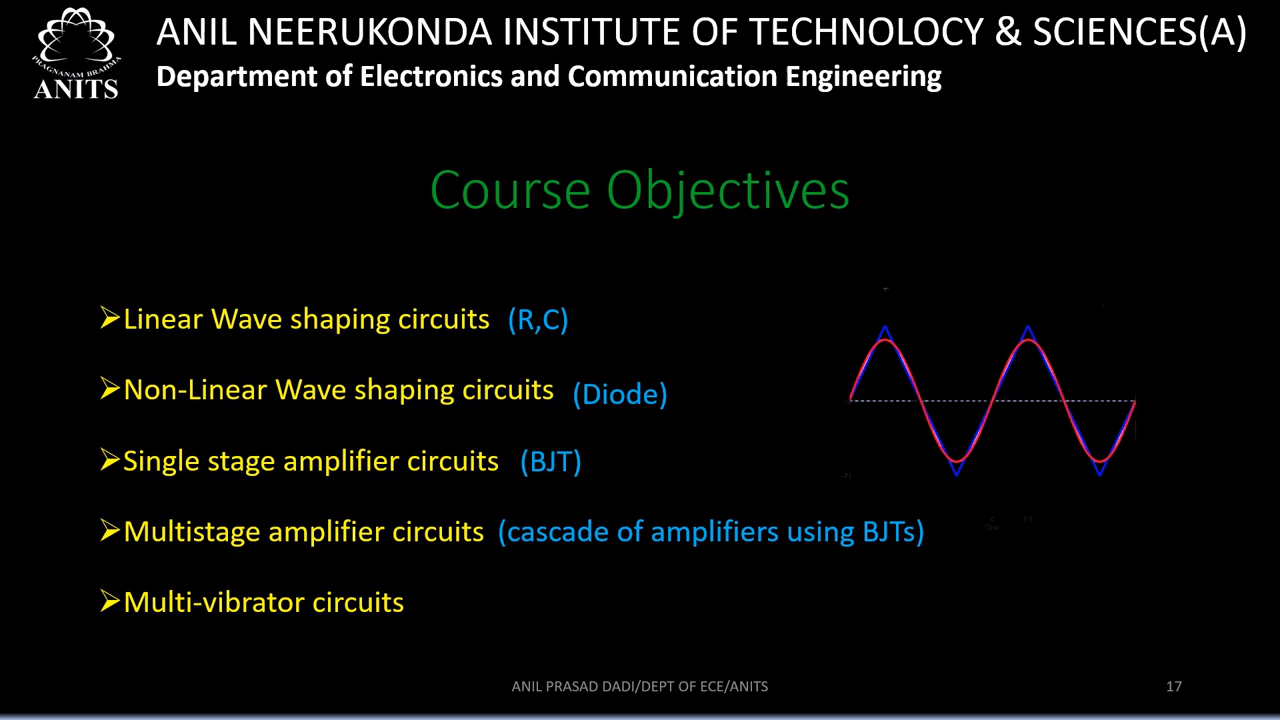 ANIL NEERUKONDA INSTITUTE OF TECHNOLOCY & SCIENCES(A)
Department of Electronics and Communication Engineering
PRAGNANAM BRAHMA
ANITS
Course Objectives
➢Linear Wave shaping circuits (R,C)
➢Non-Linear Wave shaping circuits (Diode)
➢Single stage amplifier circuits (BJT)
➢Multistage amplifier circuits (cascade of amplifiers using BJTs)
➢Multi-vibrator circuits
ANIL PRASAD DADI/DEPT OF ECE/ANITS
17